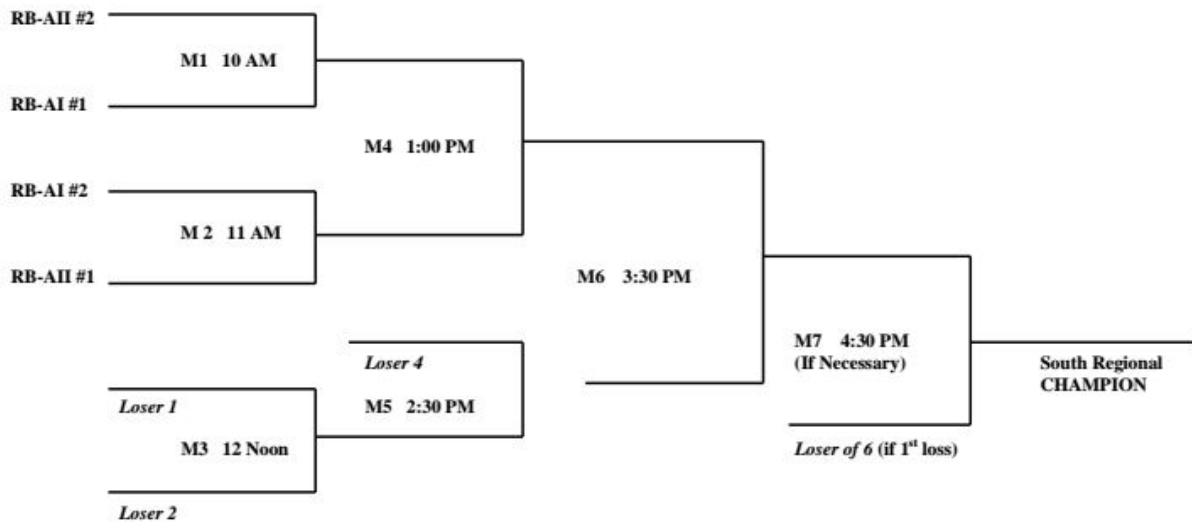 RB-AII #2
M1 10 AM
RB-AI #1
M4 1:00 PM
RB-AI #2
M 2 11 AM
RB-AII #1
M6 3:30 PM
M7 4:30 PM
(If Necessary)
South Regional
CHAMPION
Loser 4
Loser 1
M5 2:30 PM
M3 12 Noon
Loser of 6 (if 1st loss)
Loser 2